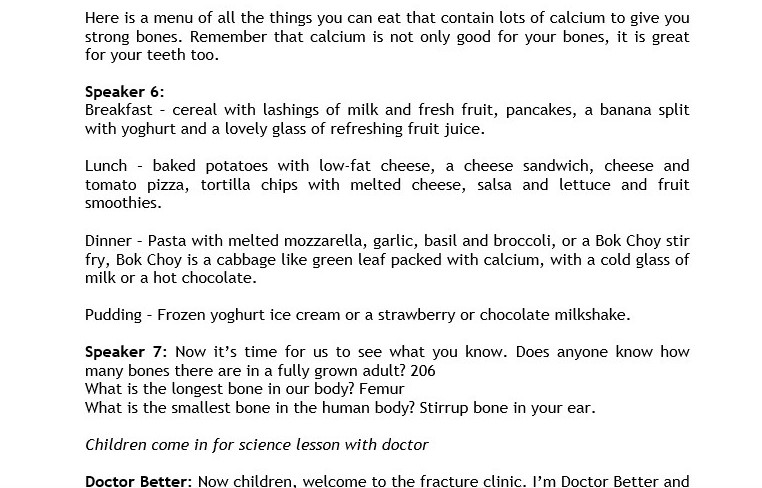 Here is a menu of all the things you can eat that contain lots of calcium to give you
strong bones. Remember that calcium is not only good for your bones, it is great
for your teeth too.
Speaker 6:
Breakfast – cereal with lashings of milk and fresh fruit, pancakes, a banana split
with yoghurt and a lovely glass of refreshing fruit juice.
Lunch – baked potatoes with low-fat cheese, a cheese sandwich, cheese and
tomato pizza, tortilla chips with melted cheese, salsa and lettuce and fruit
smoothies.
Dinner – Pasta with melted mozzarella, garlic, basil and broccoli, or a Bok Choy stir
fry, Bok Choy is a cabbage like green leaf packed with calcium, with a cold glass of
milk or a hot chocolate.
Pudding – Frozen yoghurt ice cream or a strawberry or chocolate milkshake.
Speaker 7: Now it's time for us to see what you know. Does anyone know how
many bones there are in a fully grown adult? 206
What is the longest bone in our body? Femur
What is the smallest bone in the human body? Stirrup bone in your ear.
Children come in for science lesson with doctor
Doctor Better: Now children, welcome to the fracture clinic. I'm Doctor Better and